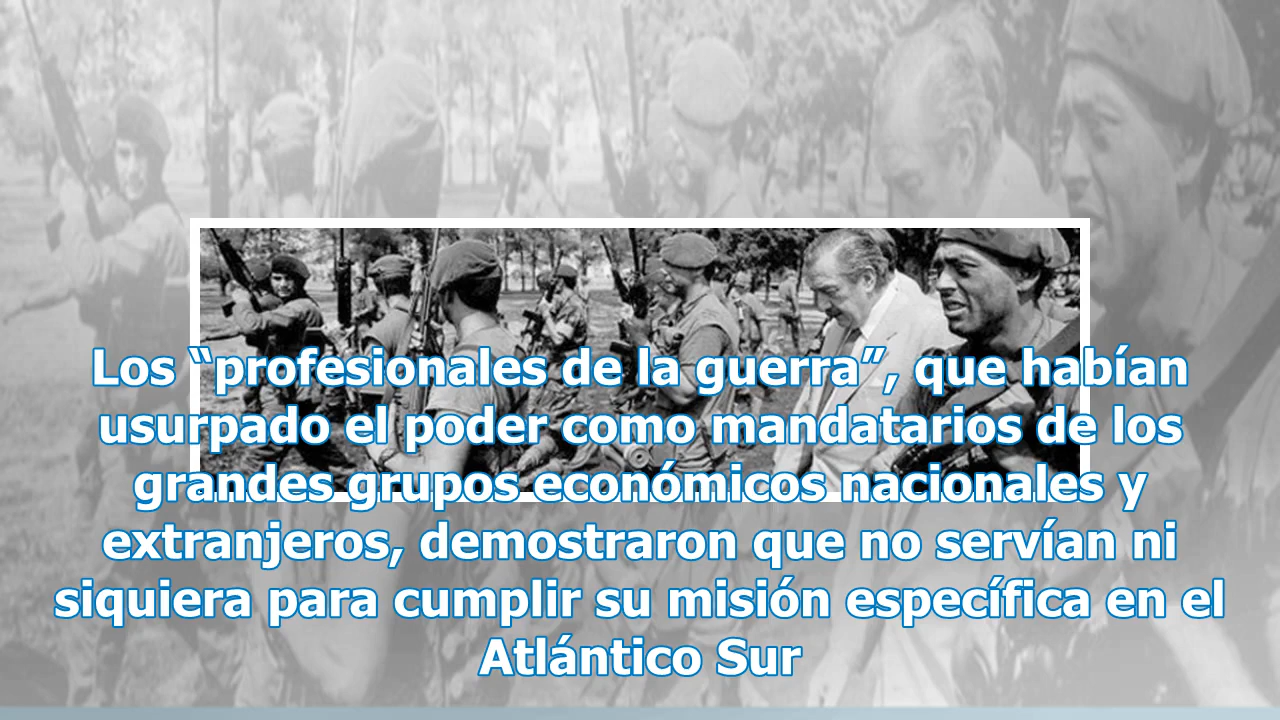 Los “profesionales de la guerra”, que habían
usurpado el poder como mandatarios de los
grandes grupos económicos nacionales y
extranjeros, demostraron que no servían ni
siquiera para cumplir su misión específica en el
Atlántico Sur